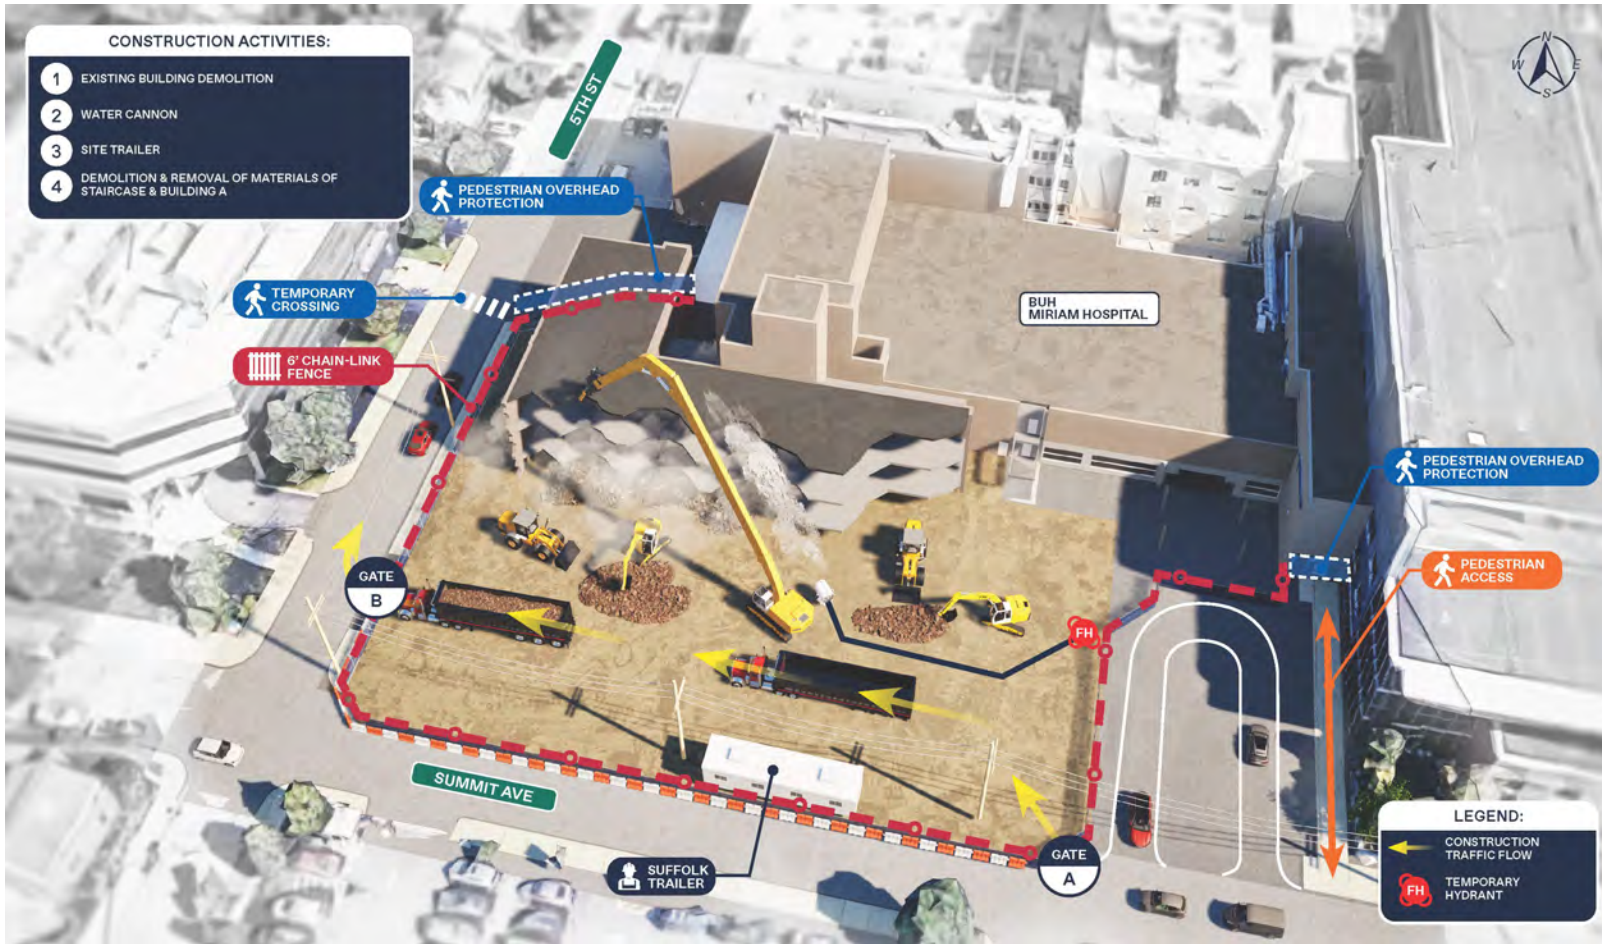 CONSTRUCTION ACTIVITIES:
1 EXISTING BUILDING DEMOLITION
2 WATER CANNON
3 SITE TRAILER
4 DEMOLITION & REMOVAL OF MATERIALS OF
STAIRCASE & BUILDING A
5TH ST
N
W E
S
PEDESTRIAN OVERHEAD
PROTECTION
TEMPORARY
CROSSING
BUH
MIRIAM HOSPITAL
6' CHAIN-LINK
FENCE
PEDESTRIAN OVERHEAD
PROTECTION
PEDESTRIAN
ACCESS
GATE
B
FH
SUMMIT AVE
SUFFOLK
TRAILER
GATE
A
LEGEND:
CONSTRUCTION
TRAFFIC FLOW
FH
TEMPORARY
HYDRANT